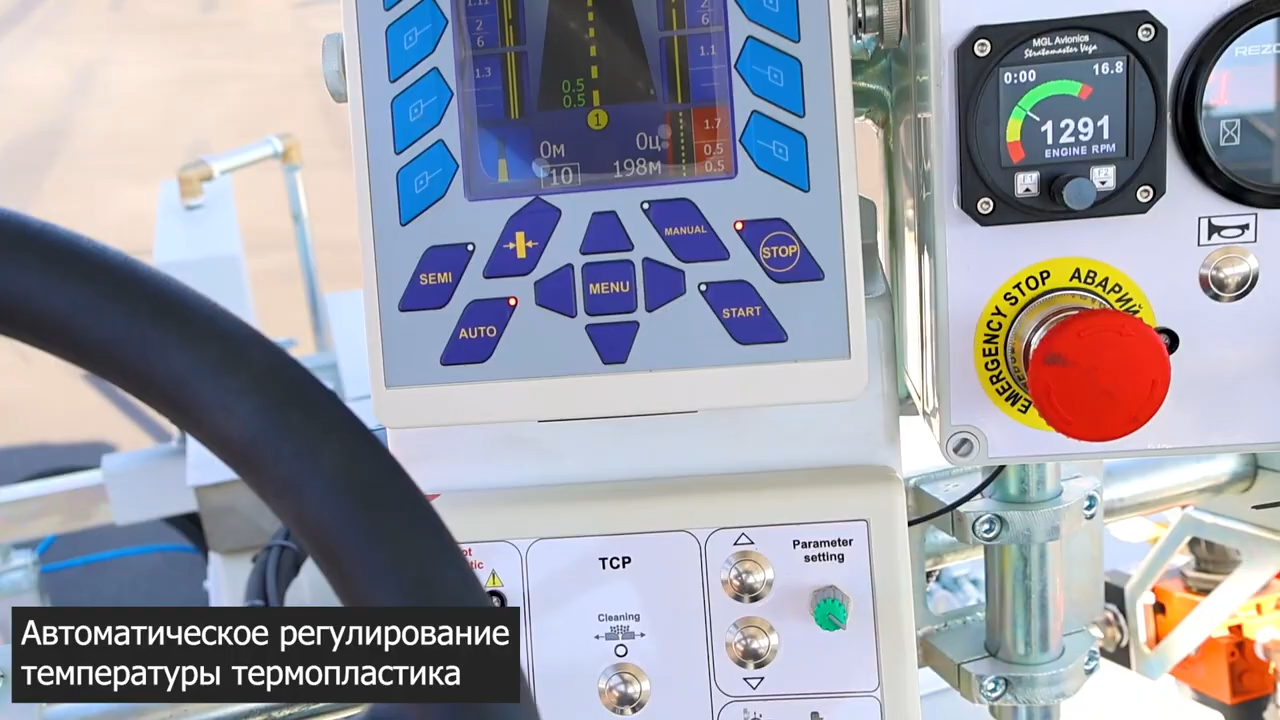 2
6
1.3
0.5
0.5
1
0м
10
0ц
198м
2
6
1.1
1.7
0.5
0.5
SEMI
AUTO
MENU
MANUAL
STOP
START
MGL Avionics
Stratomaster Vega
0:00
16.8
1291
ENGINE RPM
F1
F2
EMERGENCY STOP АВАРИЙ
TCP
Cleaning
Parameter
setting
Автоматическое регулирование
температуры термопластика